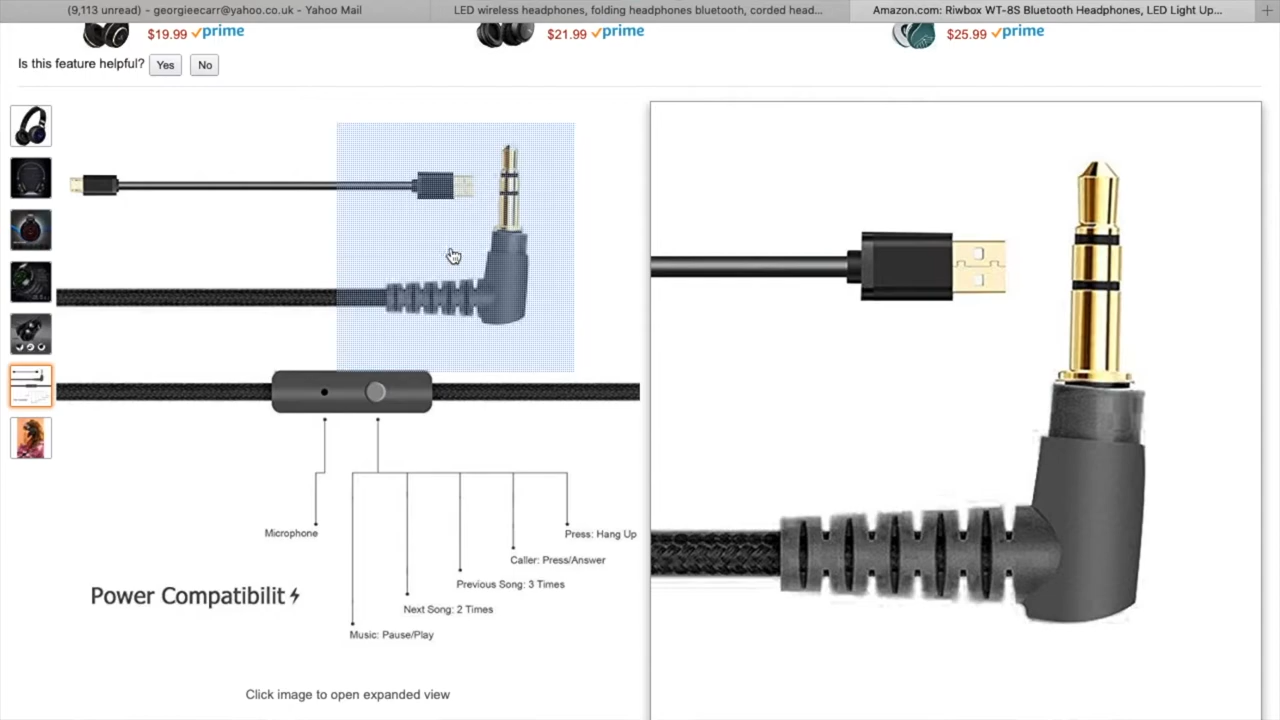 (9,113 unread) - georgieecarr@yahoo.co.uk - Yahoo Mail
LED wireless headphones, folding headphones bluetooth, corded head...
Amazon.com: Riwbox WT-8S Bluetooth Headphones, LED Light Up...
$19.99 prime
$21.99 prime
$25.99 prime
Is this feature helpful? Yes No
Microphone
Press: Hang Up
Caller: Press/Answer
Previous Song: 3 Times
Power Compatibilit
Next Song: 2 Times
Music: Pause/Play
Click image to open expanded view